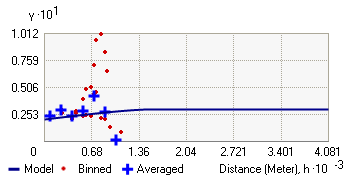 γ ·10¹
1.012
0.759
0.506
0.253
0 0.68 1.36 2.04 2.721 3.401 4.081
Model Binned Averaged Distance (Meter), h ·10 ⁻³